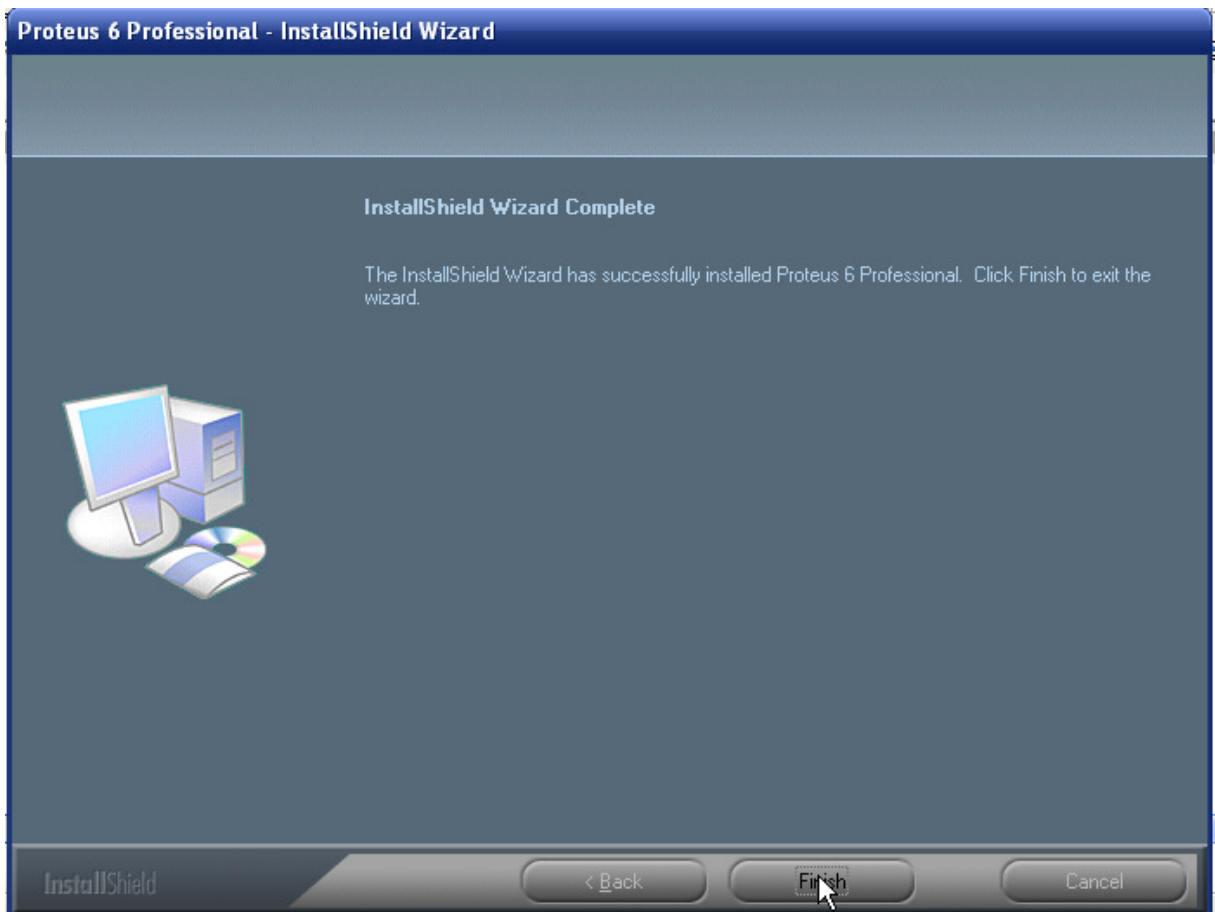 Proteus 6 Professional - InstallShield Wizard
InstallShield Wizard Complete
The InstallShield Wizard has successfully installed Proteus 6 Professional. Click Finish to exit the
wizard.
InstallShield
< Back
Finish
Cancel